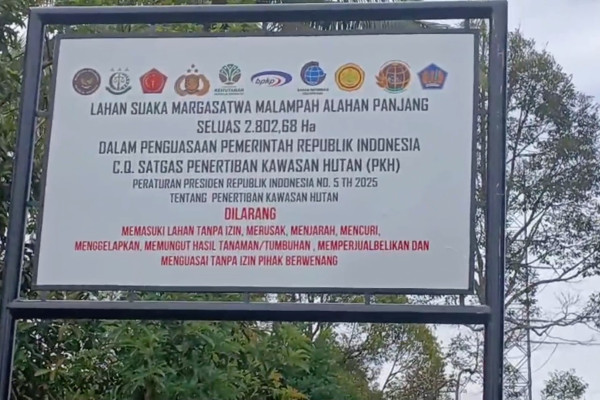 bpkp
LAHAN SUAKA MARGASATWA MALAMPAH ALAHAN PANJANG
SELUAS 2.802,68 Ha
DALAM PENGUASAAN PEMERINTAH REPUBLIK INDONESIA
C.Q. SATGAS PENERTIBAN KAWASAN HUTAN (PKH)
PERATURAN PRESIDEN REPUBLIK INDONESIA NO. 5 TH 2025
TENTANG PENERTIBAN KAWASAN HUTAN
DILARANG
MEMASUKI LAHAN TANPA IZIN, MERUSAK, MENJARAH, MENCURI,
MENGGELAPKAN, MEMUNGUT HASIL TANAMAN/TUMBUHAN , MEMPERJUALBELIKAN DAN
MENGUASAI TANPA IZIN PIHAK BERWENANG